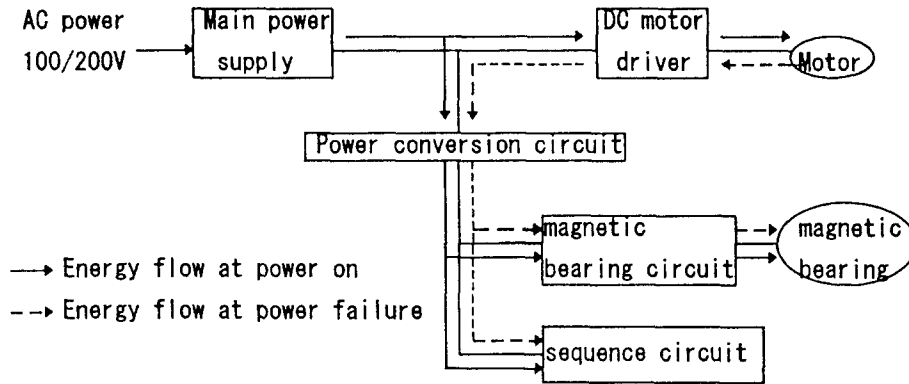 AC power
100/200V
Main power
supply
DC motor
driver
Motor
Power conversion circuit
magnetic
bearing circuit
magnetic
bearing
Energy flow at power on
Energy flow at power failure
sequence circuit